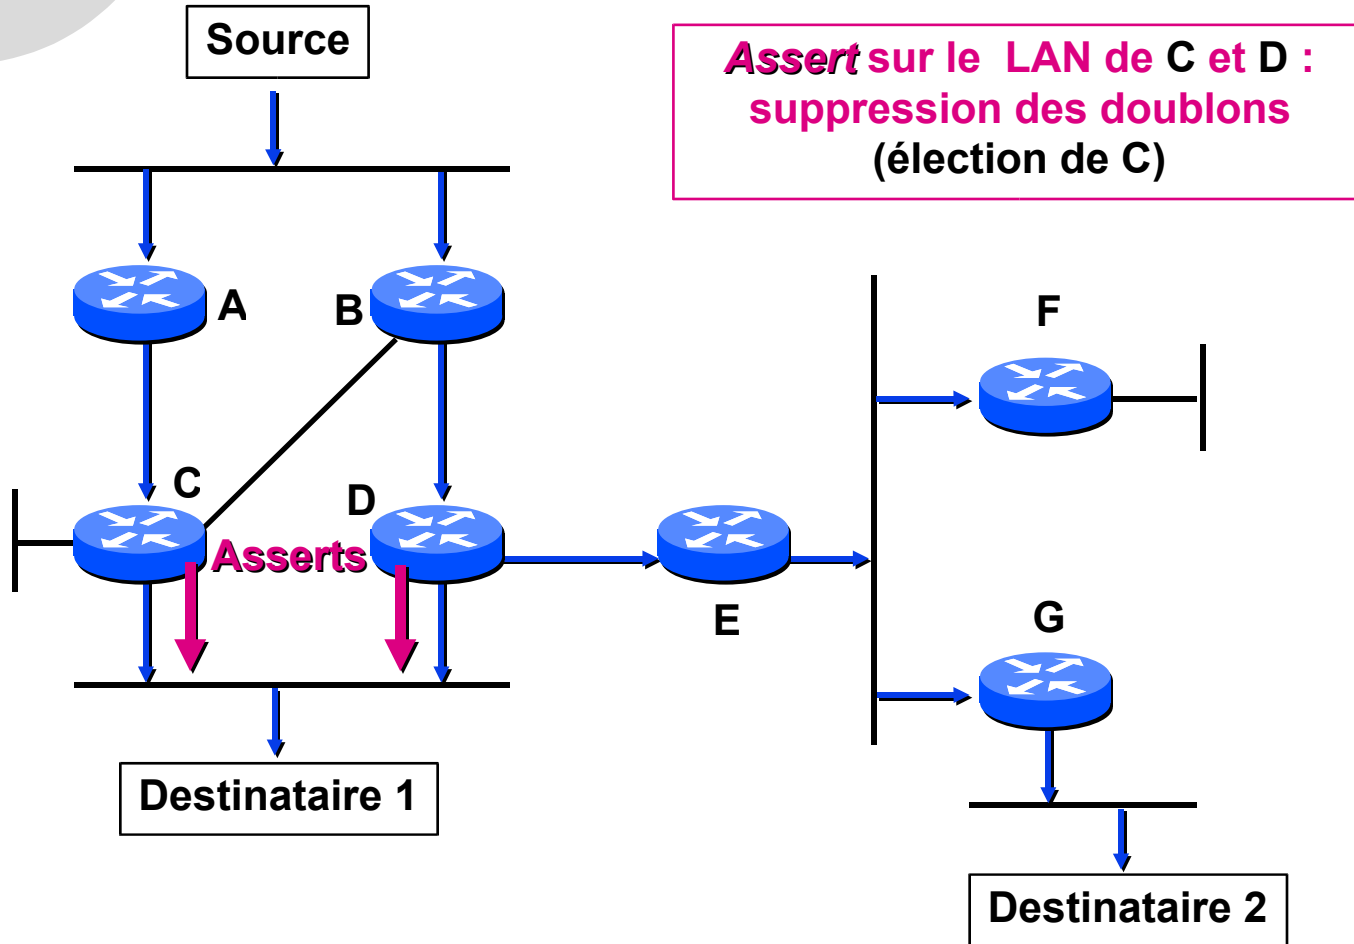 Source
Assert sur le LAN de C et D :
suppression des doublons
(élection de C)
A
B
F
C
D
Asserts
E
G
Destinataire 1
Destinataire 2